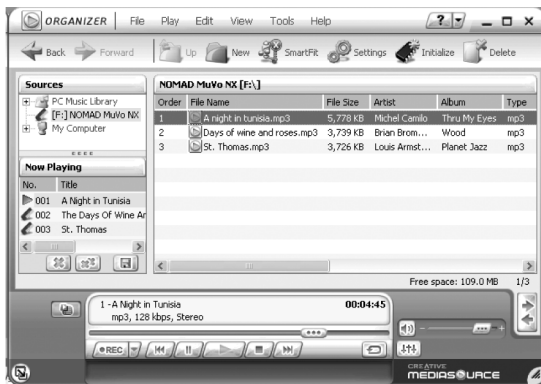 ORGANIZER File Play Edit View Tools Help ?
Back Forward Up New SmartFit Settings Initialize Delete
Sources
PC Music Library
[F:] NOMAD MuVo NX
My Computer
NOMAD MuVo NX [F:\]
Order File Name File Size Artist Album Type
1 A night in tunisia.mp3 5,778 KB Michel Camilo Thru My Eyes mp3
2 Days of wine and roses.mp3 3,739 KB Brian Brom... Wood mp3
3 St. Thomas.mp3 3,726 KB Louis Armst... Planet Jazz mp3
Now Playing
No. Title
001 A Night in Tunisia
002 The Days Of Wine Ar
003 St. Thomas
Free space: 109.0 MB 1/3
1 -A Night in Tunisia 00:04:45
mp3, 128 kbps, Stereo
REC
CREATIVE
MEDIASOURCE